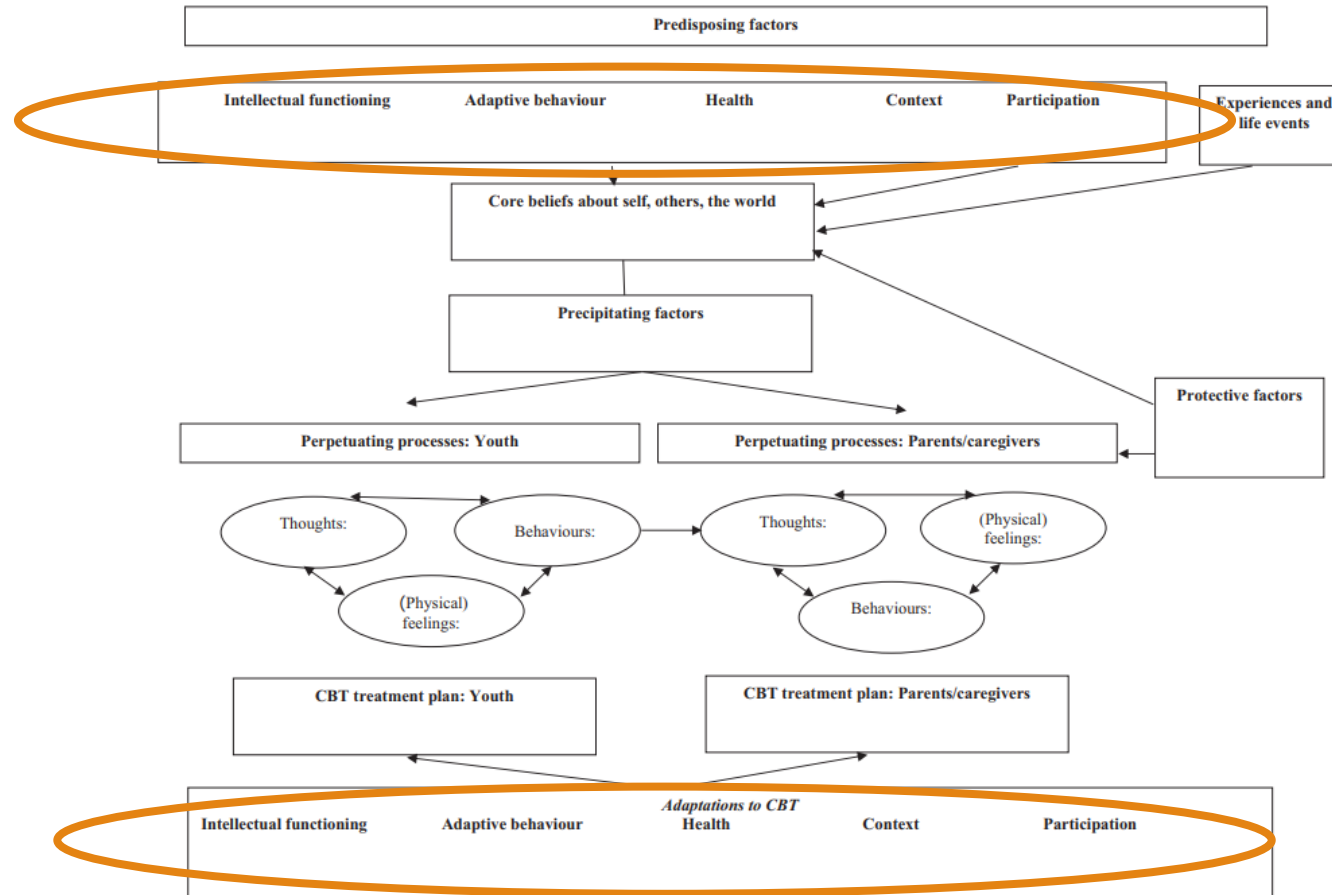 Predisposing factors
Intellectual functioning Adaptive behaviour Health Context Participation
Experiences and
life events
Core beliefs about self, others, the world
Precipitating factors
Protective factors
Perpetuating processes: Youth
Perpetuating processes: Parents/caregivers
Thoughts:
Behaviours:
(Physical)
feelings:
Thoughts:
(Physical)
feelings:
Behaviours:
CBT treatment plan: Youth
CBT treatment plan: Parents/caregivers
Adaptations to CBT
Intellectual functioning Adaptive behaviour Health Context Participation